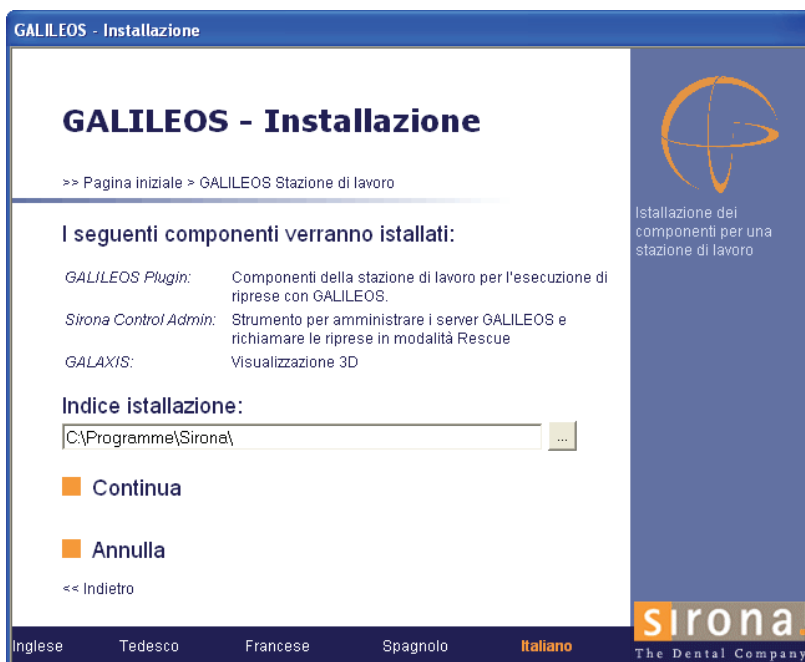 GALILEOS - Installazione
GALILEOS - Installazione
>> Pagina iniziale > GALILEOS Stazione di lavoro
Istallazione dei
componenti per una
stazione di lavoro
I seguenti componenti verranno istallati:
GALILEOS Plugin: Componenti della stazione di lavoro per l'esecuzione di
riprese con GALILEOS.
Sirona Control Admin: Strumento per amministrare i server GALILEOS e
richiamare le riprese in modalità Rescue
GALAXIS: Visualizzazione 3D
Indice istallazione:
C:\Programme\Sirona\ ...
Continua
Annulla
<< Indietro
Inglese Tedesco Francese Spagnolo Italiano
sirona.
The Dental Company